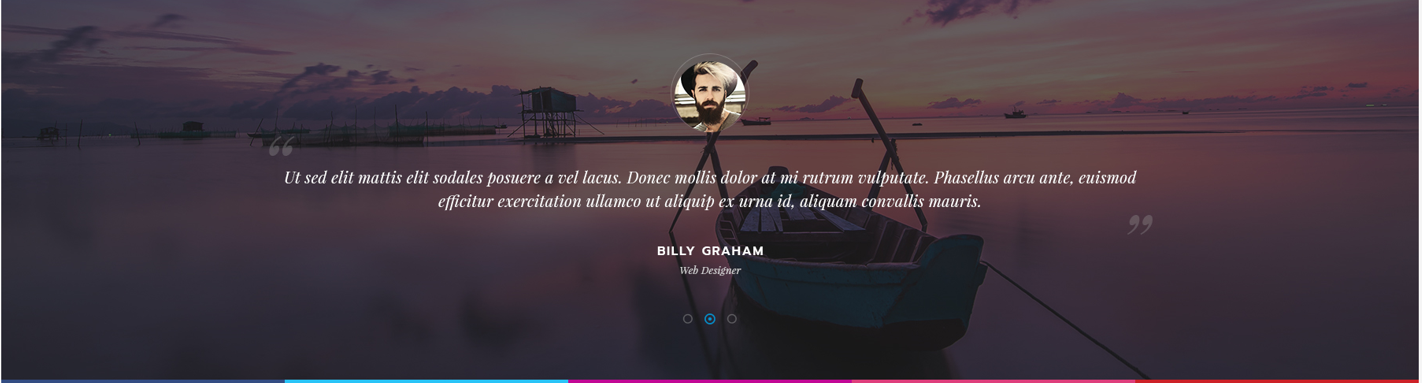 “
Ut sed elit mattis elit sodales posuere a vel lacus. Donec mollis dolor at mi rutrum vulputate. Phasellus arcu ante, euismod
efficitur exercitation ullamco ut aliquip ex urna id, aliquam convallis mauris.
”
BILLY GRAHAM
Web Designer